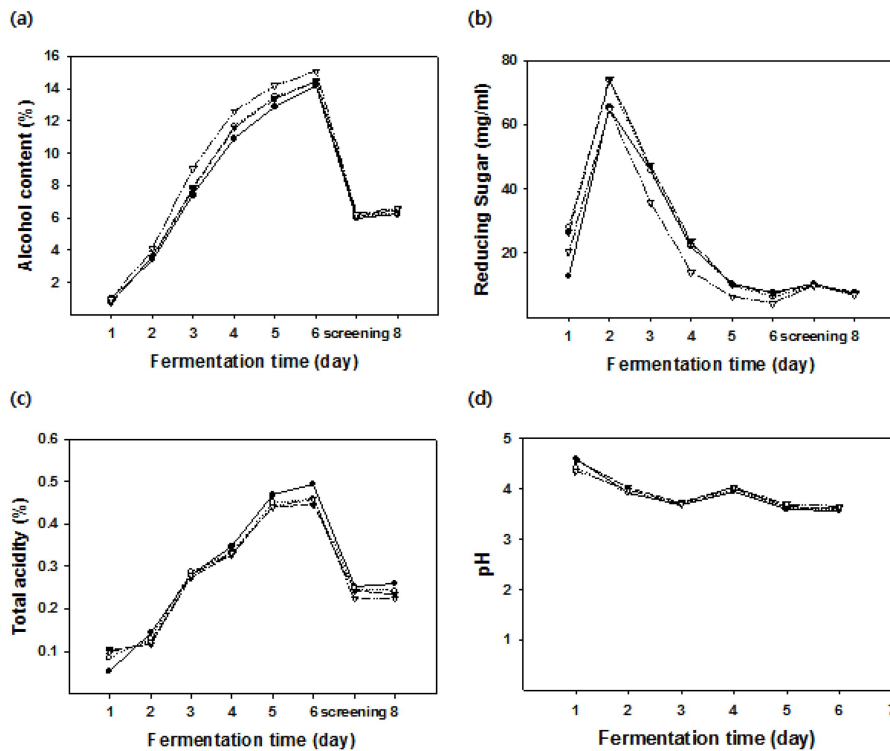 (a)
Alcohol content (%)
16
14
12
10
8
6
4
2
1 2 3 4 5 6 screening 8
Fermentation time (day)
(b)
Reducing Sugar (mg/ml)
80
60
40
20
1 2 3 4 5 6 screening 8
Fermentation time (day)
(c)
Total acidity (%)
0.6
0.5
0.4
0.3
0.2
0.1
1 2 3 4 5 6 screening 8
Fermentation time (day)
(d)
pH
5
4
3
2
1
1 2 3 4 5 6 7
Fermentation time (day)